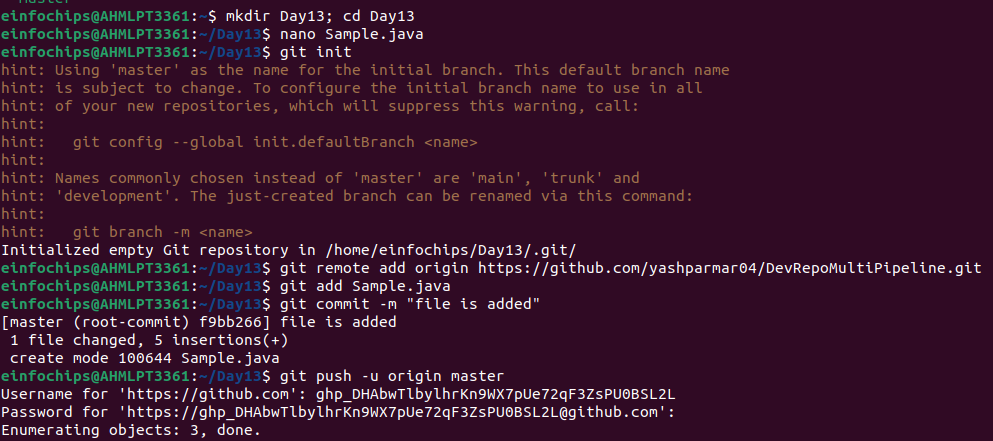 einfochips@AHMLPT3361:~$ mkdir Day13; cd Day13
einfochips@AHMLPT3361:~/Day13$ nano Sample.java
einfochips@AHMLPT3361:~/Day13$ git init
hint: Using 'master' as the name for the initial branch. This default branch name
hint: is subject to change. To configure the initial branch name to use in all
hint: of your new repositories, which will suppress this warning, call:
hint:
hint:   git config --global init.defaultBranch <name>
hint:
hint: Names commonly chosen instead of 'master' are 'main', 'trunk' and
hint: 'development'. The just-created branch can be renamed via this command:
hint:
hint:   git branch -m <name>
Initialized empty Git repository in /home/einfochips/Day13/.git/
einfochips@AHMLPT3361:~/Day13$ git remote add origin https://github.com/yashparmar04/DevRepoMultiPipeline.git
einfochips@AHMLPT3361:~/Day13$ git add Sample.java
einfochips@AHMLPT3361:~/Day13$ git commit -m "file is added"
[master (root-commit) f9bb266] file is added
 1 file changed, 5 insertions(+)
 create mode 100644 Sample.java
einfochips@AHMLPT3361:~/Day13$ git push -u origin master
Username for 'https://github.com': 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
Password for 'https://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@github.com':
Enumerating objects: 3, done.